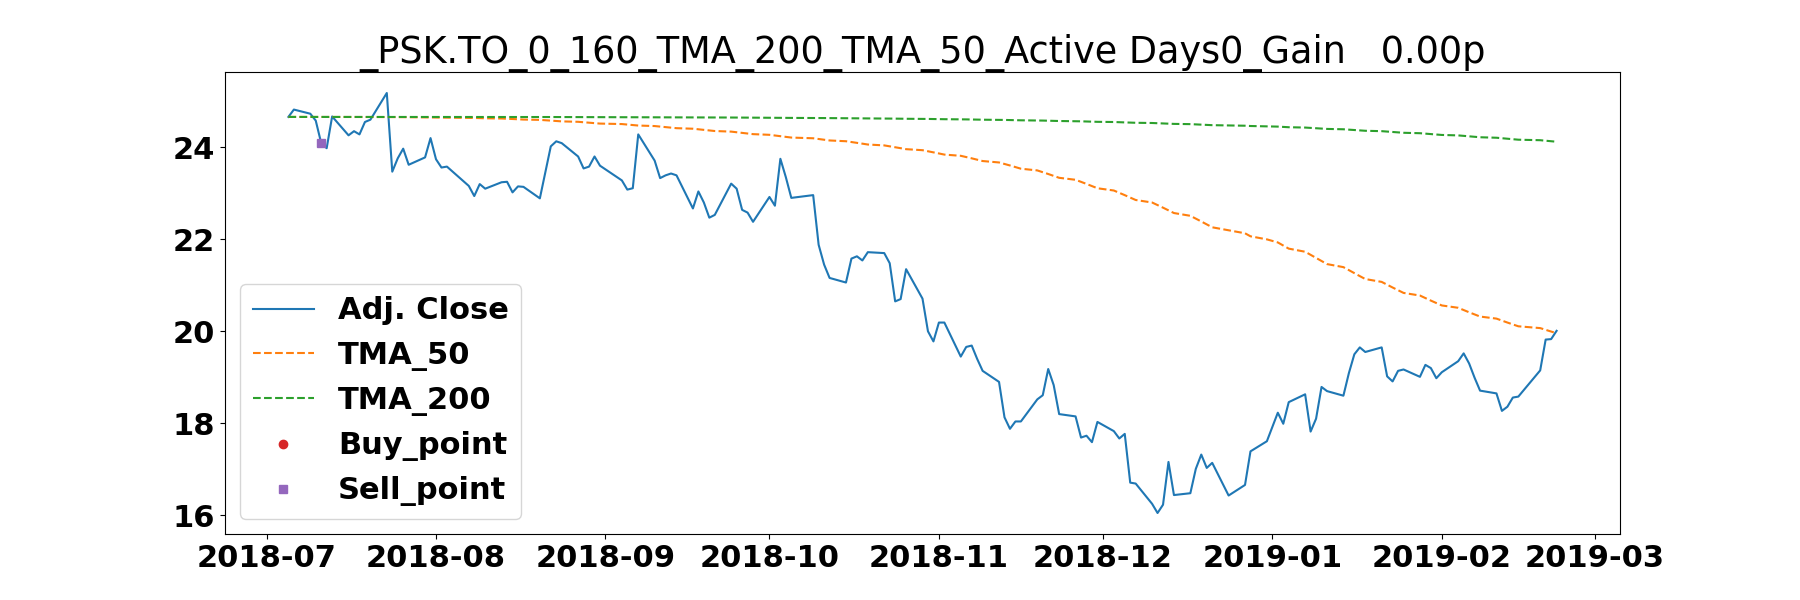 _PSK.TO_0_160_TMA_200_TMA_50_Active Days0_Gain   0.00p
24
22
20
18
16
Adj. Close
TMA_50
TMA_200
Buy_point
Sell_point
2018-07 2018-08 2018-09 2018-10 2018-11 2018-12 2019-01 2019-02 2019-03